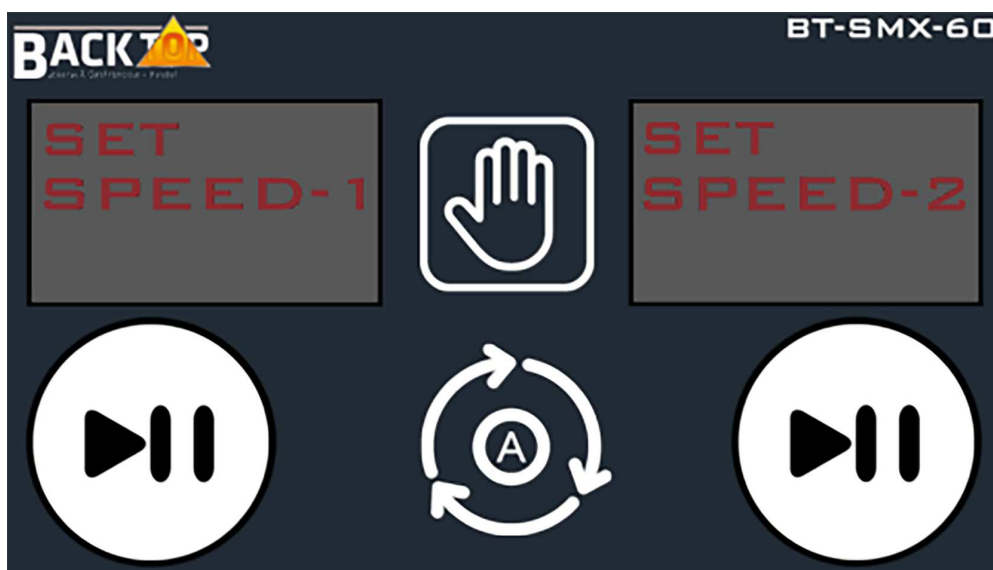 BACKTOP
BT-SMX-60
SET
SPEED-1
SET
SPEED-2
A